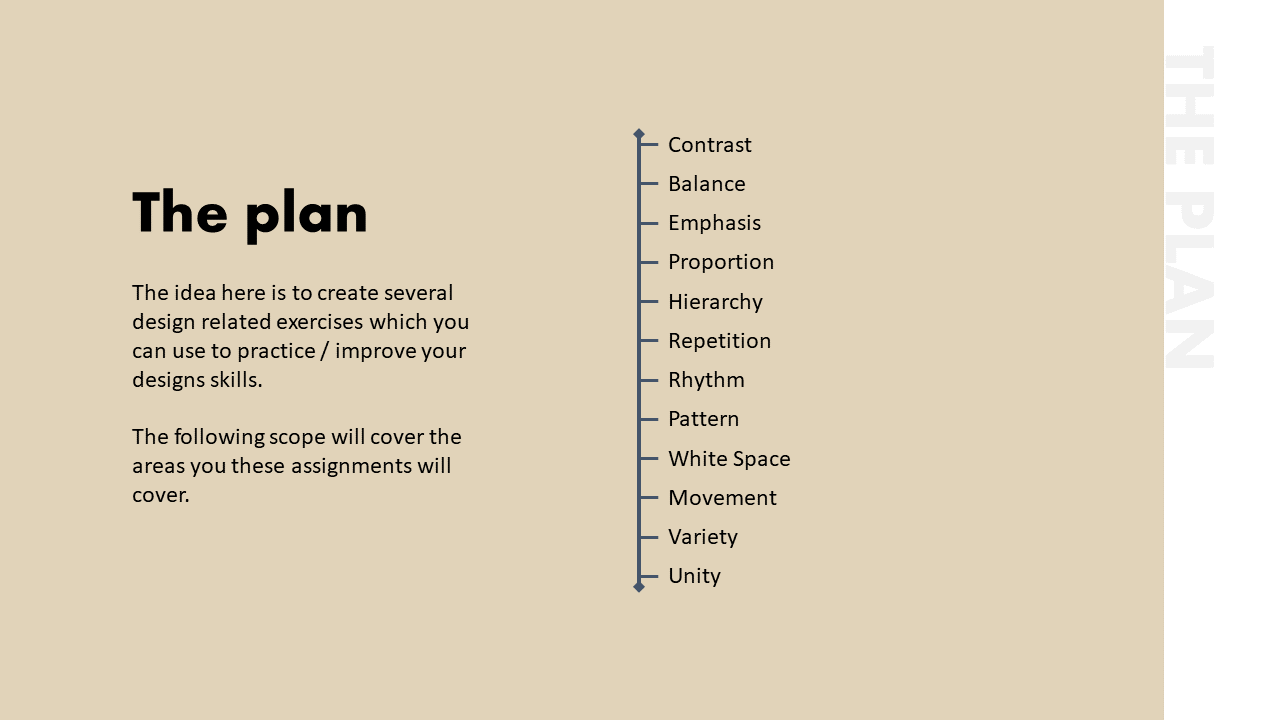 The plan
The idea here is to create several
design related exercises which you
can use to practice / improve your
designs skills.
The following scope will cover the
areas you these assignments will
cover.
Contrast
Balance
Emphasis
Proportion
Hierarchy
Repetition
Rhythm
Pattern
White Space
Movement
Variety
Unity
THE PLAN